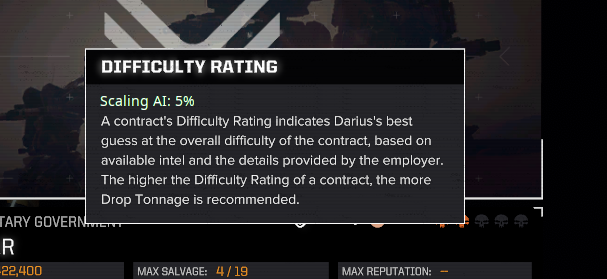 DIFFICULTY RATING
Scaling AI: 5%
A contract's Difficulty Rating indicates Darius's best
guess at the overall difficulty of the contract, based on
available intel and the details provided by the employer.
The higher the Difficulty Rating of a contract, the more
Drop Tonnage is recommended.
TARY GOVERNMENT
R
22,400
MAX SALVAGE: 4 / 19
MAX REPUTATION: –